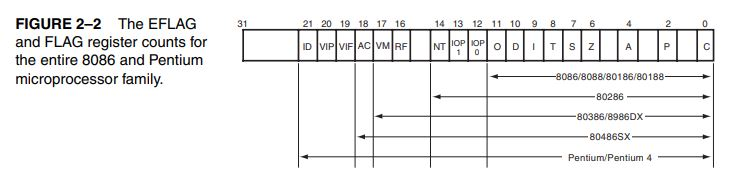 FIGURE 2–2 The EFLAG
and FLAG register counts for
the entire 8086 and Pentium
microprocessor family.
31 21 20 19 18 17 16 14 13 12 11 10 9 8 7 6 4 2 0
ID VIP VIF AC VM RF NT IOP 1 IOP 0 O D I T S Z A P C
8086/8088/80186/80188
80286
80386/8986DX
80486SX
Pentium/Pentium 4